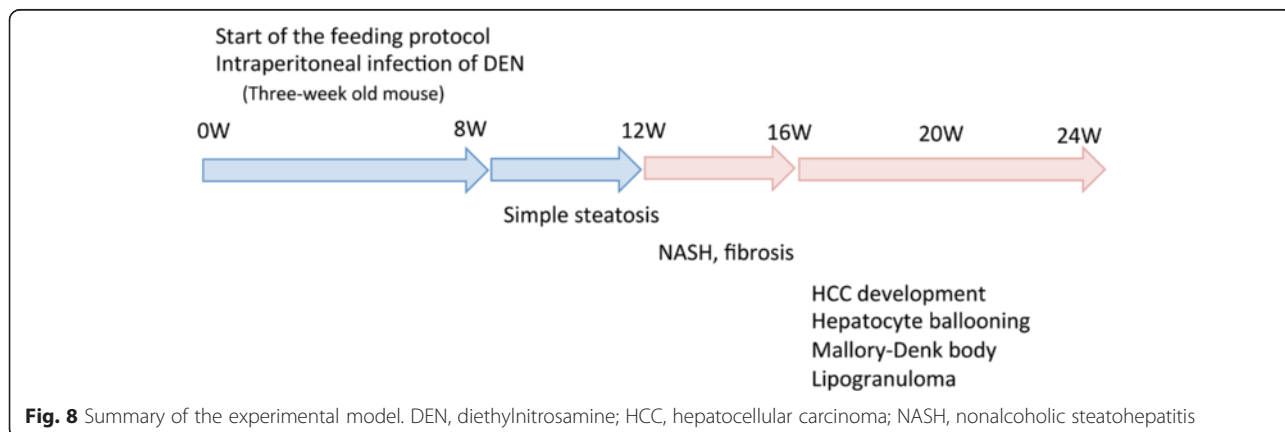 Start of the feeding protocol
Intraperitoneal infection of DEN
(Three-week old mouse)
0W 8W 12W 16W 20W 24W
Simple steatosis
NASH, fibrosis
HCC development
Hepatocyte ballooning
Mallory-Denk body
Lipogranuloma
Fig. 8 Summary of the experimental model. DEN, diethylnitrosamine; HCC, hepatocellular carcinoma; NASH, nonalcoholic steatohepatitis